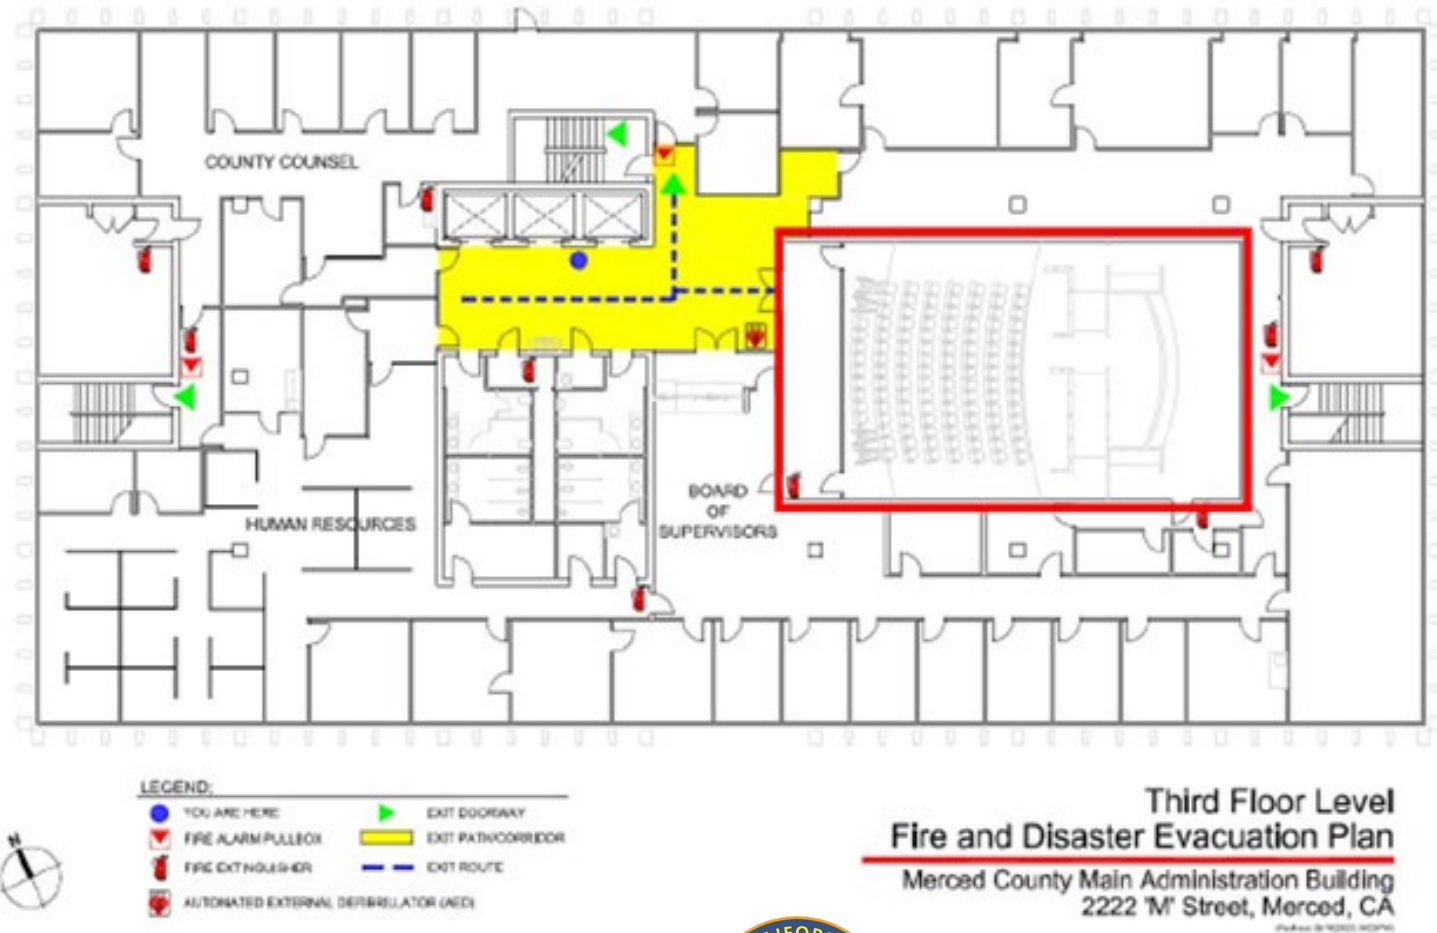 COUNTY COUNSEL
HUMAN RESOURCES
BOARD
OF
SUPERVISORS
LEGEND:
YOU ARE HERE
FIRE ALARM PULLBOX
FIRE EXTINGUISHER
AUTOMATED EXTERNAL DEFIBRILLATOR (AED)
EXIT DOORWAY
EXIT PATH/CORRIDOR
EXIT ROUTE
N
Third Floor Level
Fire and Disaster Evacuation Plan
Merced County Main Administration Building
2222 'M' Street, Merced, CA